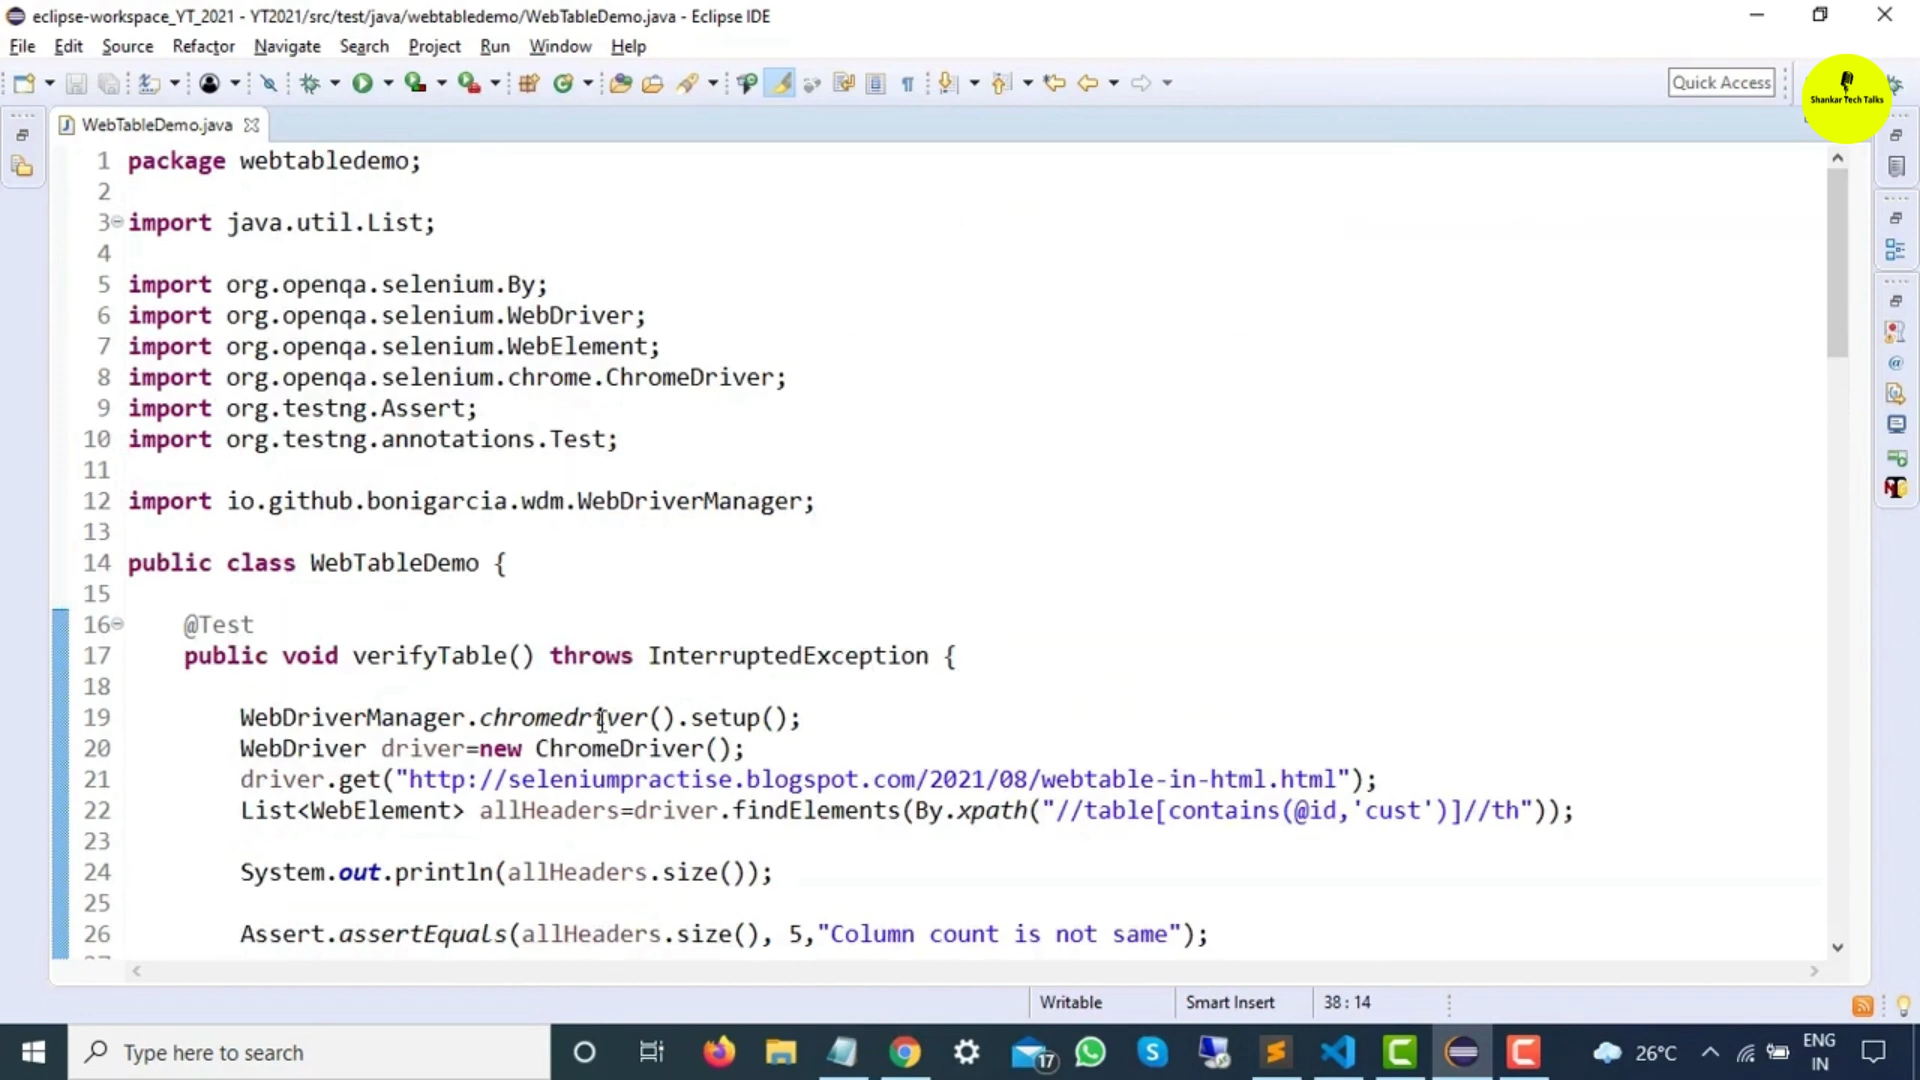 eclipse-workspace_YT_2021 - YT2021/src/test/java/webtabledemo/WebTableDemo.java - Eclipse IDE
File Edit Source Refactor Navigate Search Project Run Window Help
Quick Access
Shankar Tech Talks
WebTableDemo.java
1 package webtabledemo;
2
3 import java.util.List;
4
5 import org.openqa.selenium.By;
6 import org.openqa.selenium.WebDriver;
7 import org.openqa.selenium.WebElement;
8 import org.openqa.selenium.chrome.ChromeDriver;
9 import org.testng.Assert;
10 import org.testng.annotations.Test;
11
12 import io.github.bonigarcia.wdm.WebDriverManager;
13
14 public class WebTableDemo {
15
16 @Test
17 public void verifyTable() throws InterruptedException {
18
19 WebDriverManager.chromedriver().setup();
20 WebDriver driver=new ChromeDriver();
21 driver.get("http://seleniumpractise.blogspot.com/2021/08/webtable-in-html.html");
22 List<WebElement> allHeaders=driver.findElements(By.xpath("//table[contains(@id,'cust')]//th"));
23
24 System.out.println(allHeaders.size());
25
26 Assert.assertEquals(allHeaders.size(), 5,"Column count is not same");
Writable Smart Insert 38 : 14
Type here to search
17
26°C
ENG
IN